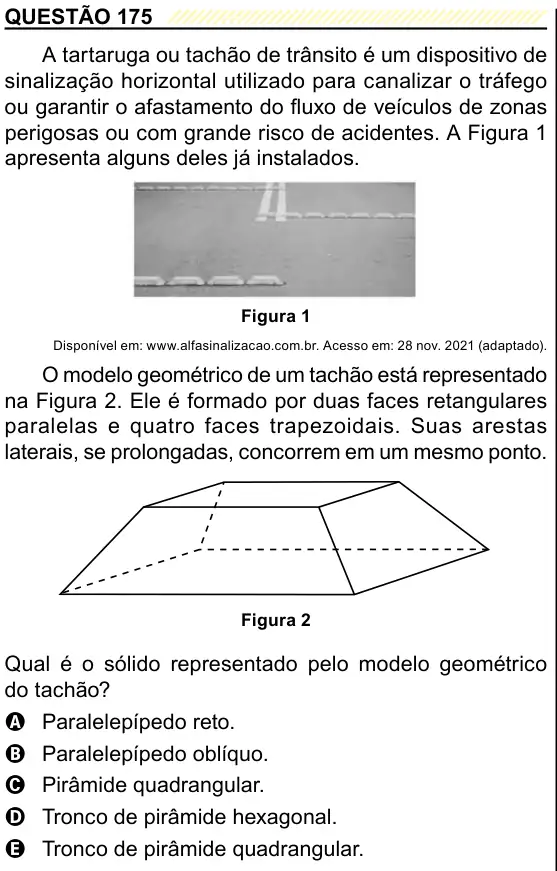 QUESTÃO 175
A tartaruga ou tachão de trânsito é um dispositivo de
sinalização horizontal utilizado para canalizar o tráfego
ou garantir o afastamento do fluxo de veículos de zonas
perigosas ou com grande risco de acidentes. A Figura 1
apresenta alguns deles já instalados.
Figura 1
Disponível em: www.alfasinalizacao.com.br. Acesso em: 28 nov. 2021 (adaptado).
O modelo geométrico de um tachão está representado
na Figura 2. Ele é formado por duas faces retangulares
paralelas e quatro faces trapezoidais. Suas arestas
laterais, se prolongadas, concorrem em um mesmo ponto.
Figura 2
Qual é o sólido representado pelo modelo geométrico
do tachão?
A Paralelepípedo reto.
B Paralelepípedo oblíquo.
C Pirâmide quadrangular.
D Tronco de pirâmide hexagonal.
E Tronco de pirâmide quadrangular.